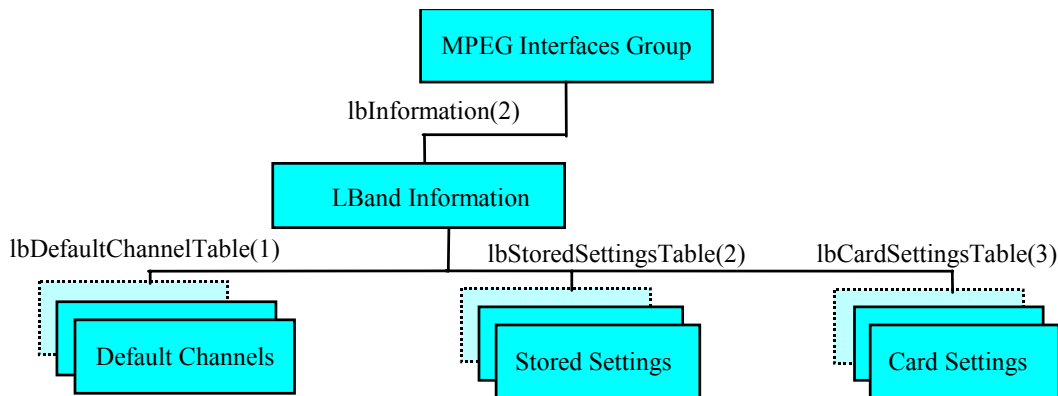 MPEG Interfaces Group
lbInformation(2)
LBand Information
lbDefaultChannelTable(1)
lbStoredSettingsTable(2)
lbCardSettingsTable(3)
Default Channels
Stored Settings
Card Settings